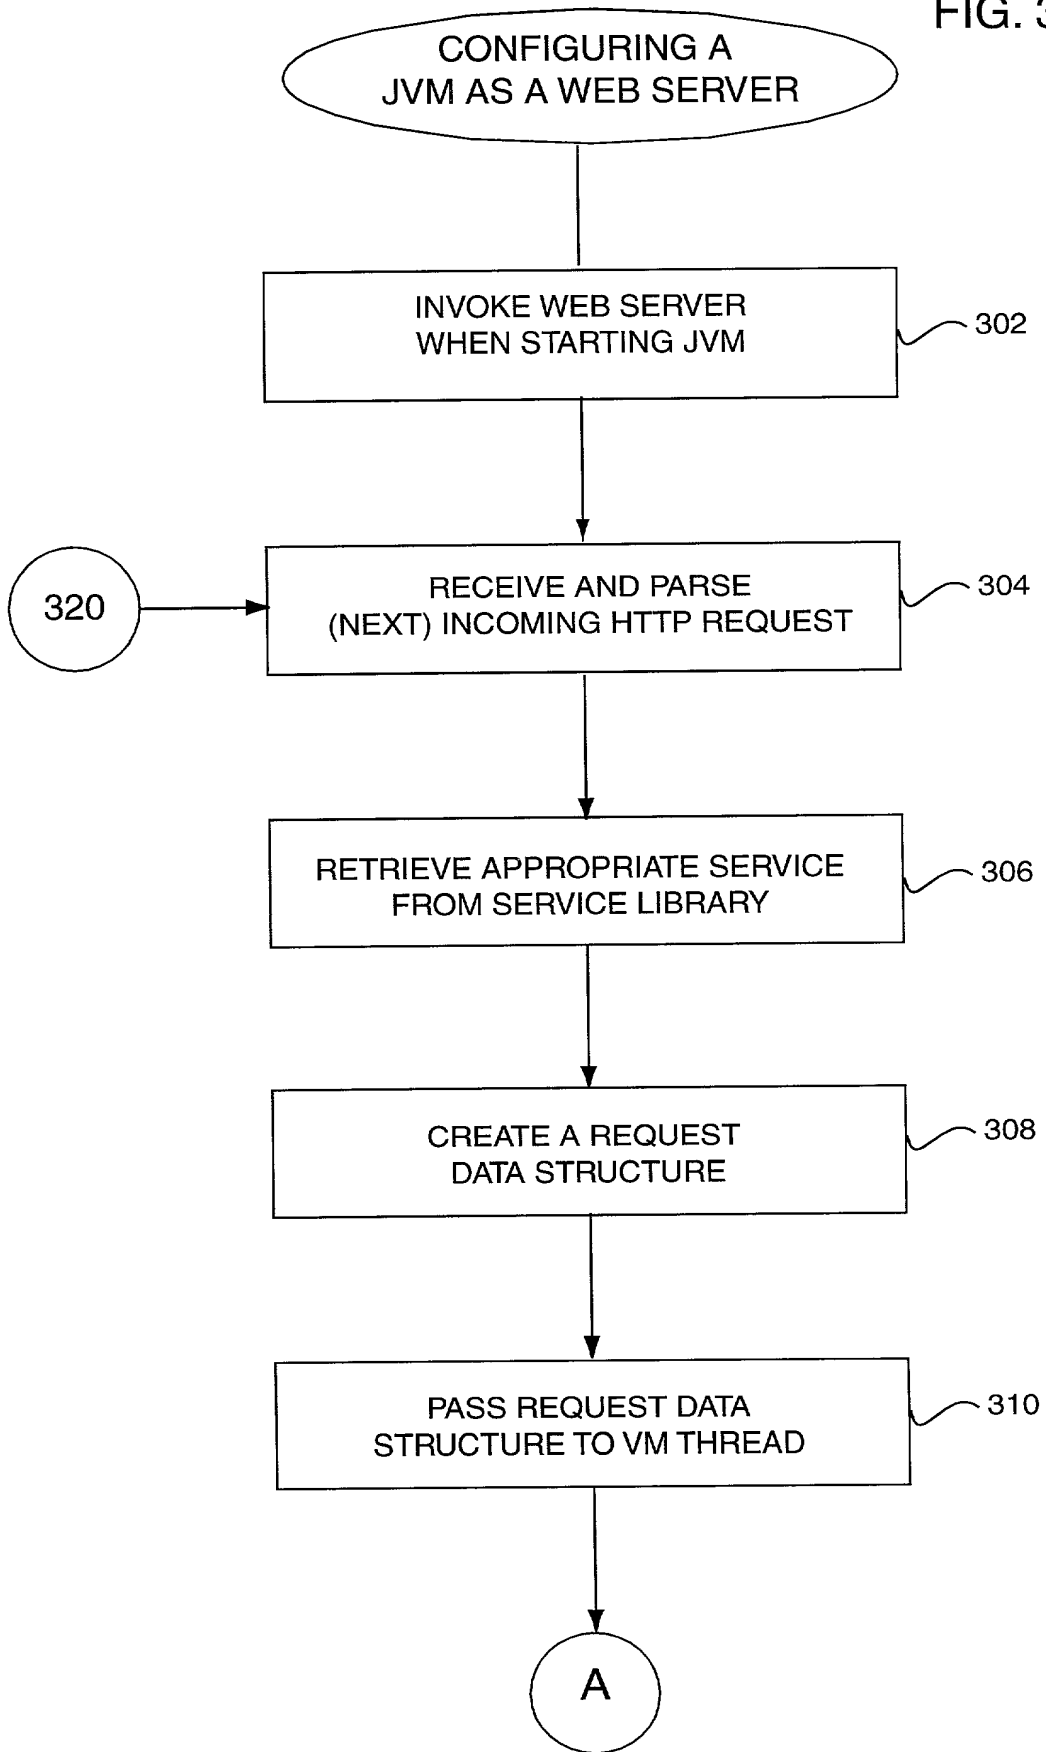 FIG. 3
CONFIGURING A
JVM AS A WEB SERVER
INVOKE WEB SERVER
WHEN STARTING JVM
302
320
RECEIVE AND PARSE
(NEXT) INCOMING HTTP REQUEST
304
RETRIEVE APPROPRIATE SERVICE
FROM SERVICE LIBRARY
306
CREATE A REQUEST
DATA STRUCTURE
308
PASS REQUEST DATA
STRUCTURE TO VM THREAD
310
A